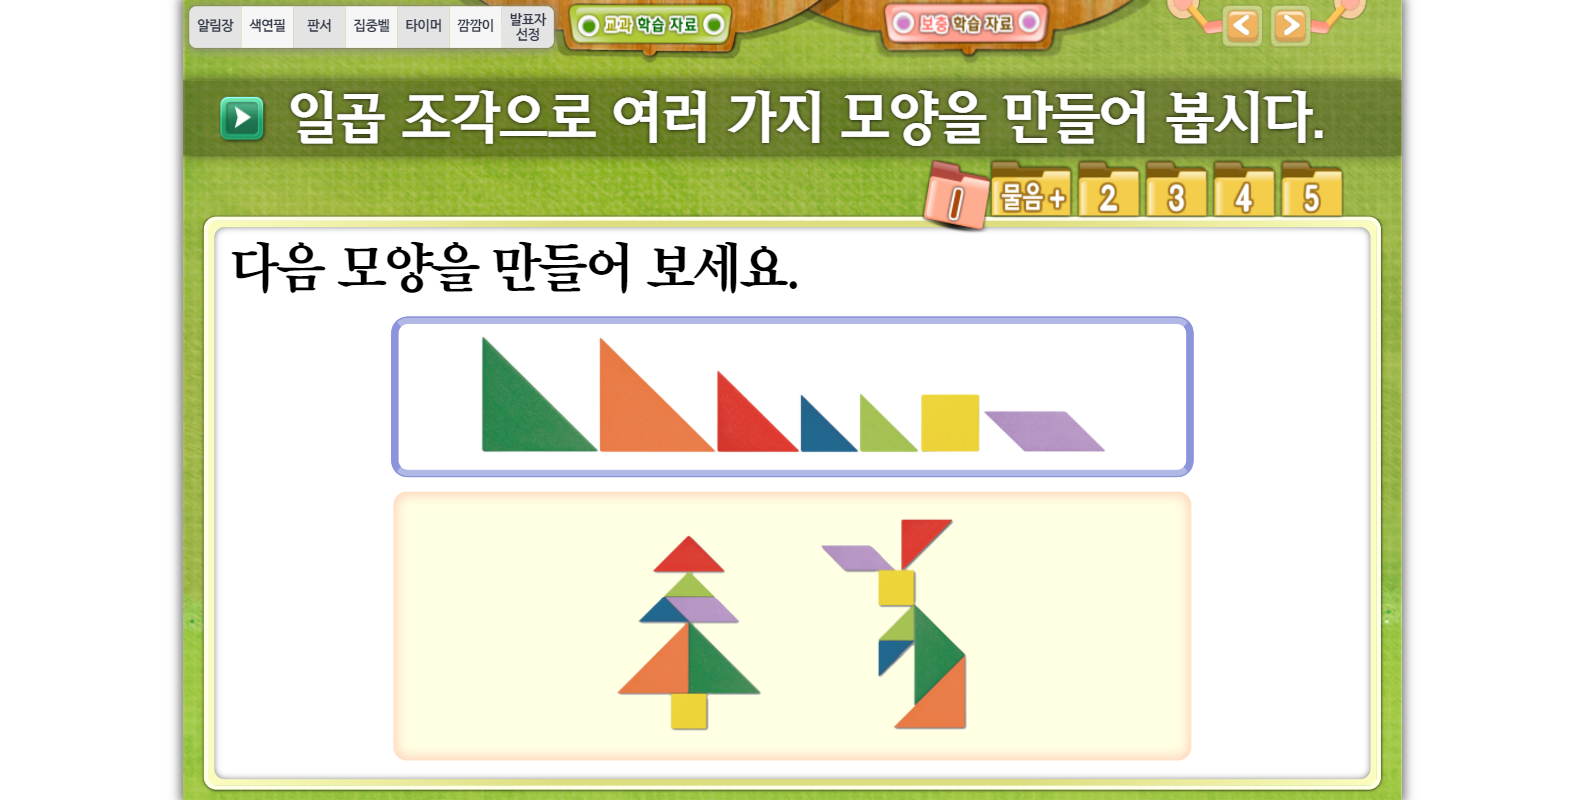 알림장 색연필 판서 집중벨 타이머 깜깜이 발표자 선정
교과 학습 자료 보충 학습 자료
일곱 조각으로 여러 가지 모양을 만들어 봅시다.
1 물음+ 2 3 4 5
다음 모양을 만들어 보세요.